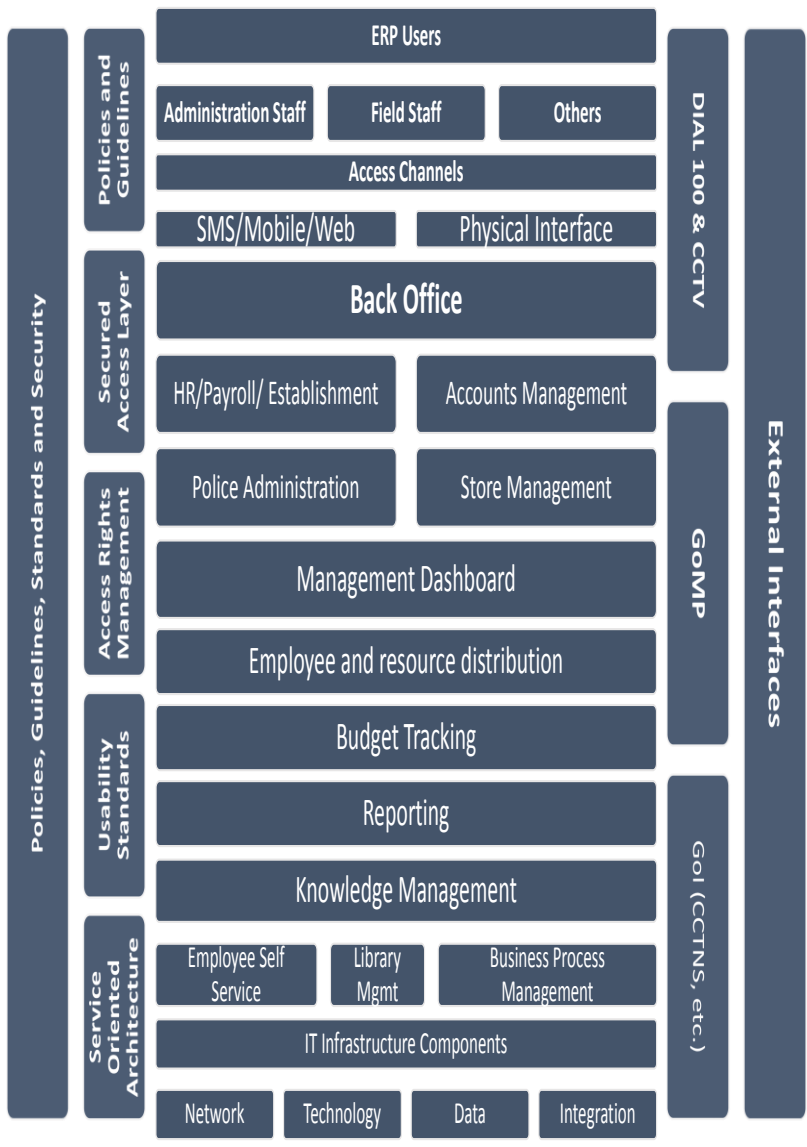 Policies, Guidelines, Standards and Security
Policies and
Guidelines
Secured
Access Layer
Access Rights
Management
Usability
Standards
Service
Oriented
Architecture
ERP Users
Administration Staff
Field Staff
Others
Access Channels
SMS/Mobile/Web
Physical Interface
Back Office
HR/Payroll/ Establishment
Accounts Management
Police Administration
Store Management
Management Dashboard
Employee and resource distribution
Budget Tracking
Reporting
Knowledge Management
Employee Self
Service
Library
Mgmt
Business Process
Management
IT Infrastructure Components
Network
Technology
Data
Integration
DIAL 100 & CCTV
GoMP
GoI (CCTNS, etc.)
External Interfaces